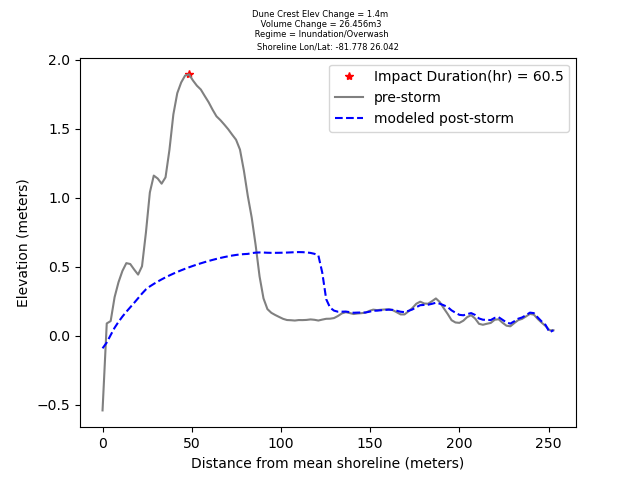 Dune Crest Elev Change = 1.4m
Volume Change = 26.456m3
Regime = Inundation/Overwash
Shoreline Lon/Lat: -81.778 26.042
Impact Duration(hr) = 60.5
pre-storm
modeled post-storm
Elevation (meters)
2.0
1.5
1.0
0.5
0.0
−0.5
0 50 100 150 200 250
Distance from mean shoreline (meters)